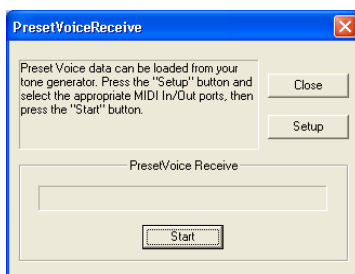 PresetVoiceReceive
Preset Voice data can be loaded from your
tone generator. Press the "Setup" button and
select the appropriate MIDI In/Out ports, then
press the "Start" button.
Close
Setup
PresetVoice Receive
Start